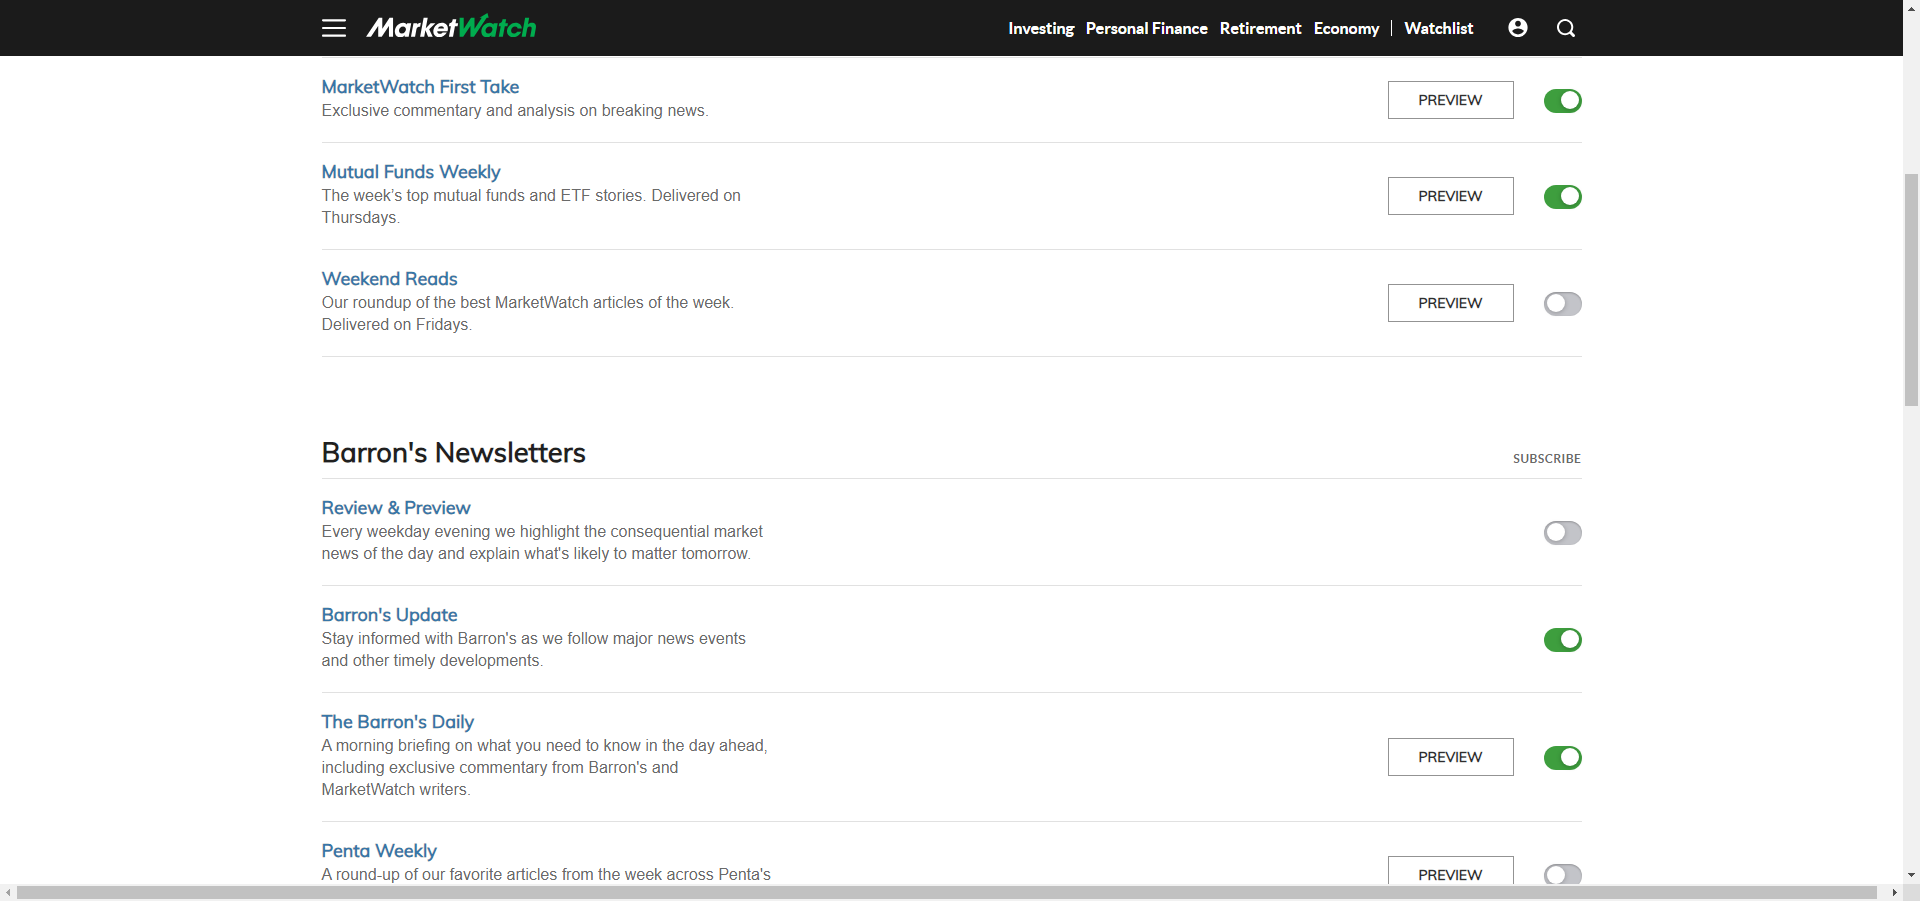 MarketWatch
Investing Personal Finance Retirement Economy | Watchlist
MarketWatch First Take
Exclusive commentary and analysis on breaking news.
PREVIEW
Mutual Funds Weekly
The week's top mutual funds and ETF stories. Delivered on
Thursdays.
PREVIEW
Weekend Reads
Our roundup of the best MarketWatch articles of the week.
Delivered on Fridays.
PREVIEW
Barron's Newsletters
SUBSCRIBE
Review & Preview
Every weekday evening we highlight the consequential market
news of the day and explain what's likely to matter tomorrow.
Barron's Update
Stay informed with Barron's as we follow major news events
and other timely developments.
The Barron's Daily
A morning briefing on what you need to know in the day ahead,
including exclusive commentary from Barron's and
MarketWatch writers.
PREVIEW
Penta Weekly
A round-up of our favorite articles from the week across Penta's
PREVIEW